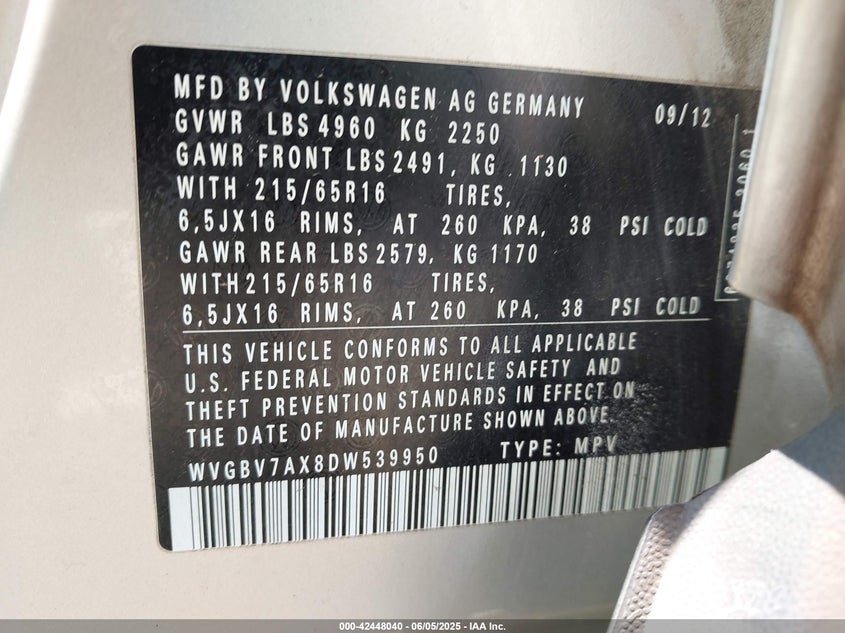 MFD BY VOLKSWAGEN AG GERMANY 09/12
GVWR LBS 4960 KG 2250
GAWR FRONT LBS 2491, KG 1130
WITH 215/65R16 TIRES,
6,5JX16 RIMS, AT 260 KPA, 38 PSI COLD
GAWR REAR LBS 2579, KG 1170
WITH 215/65R16 TIRES,
6,5JX16 RIMS, AT 260 KPA, 38 PSI COLD
THIS VEHICLE CONFORMS TO ALL APPLICABLE
U.S. FEDERAL MOTOR VEHICLE SAFETY AND
THEFT PREVENTION STANDARDS IN EFFECT ON
THE DATE OF MANUFACTURE SHOWN ABOVE.
WVGBV7AX8DW539950 TYPE: MPV
000-42448040 - 06/05/2025 - IAA Inc.